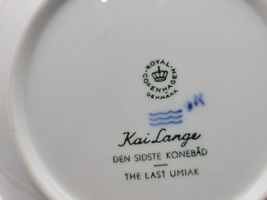 ROYAL
COPENHAGEN
DENMARK
Kai Lange
DEN SIDSTE KONEBÅD
THE LAST UMIAK